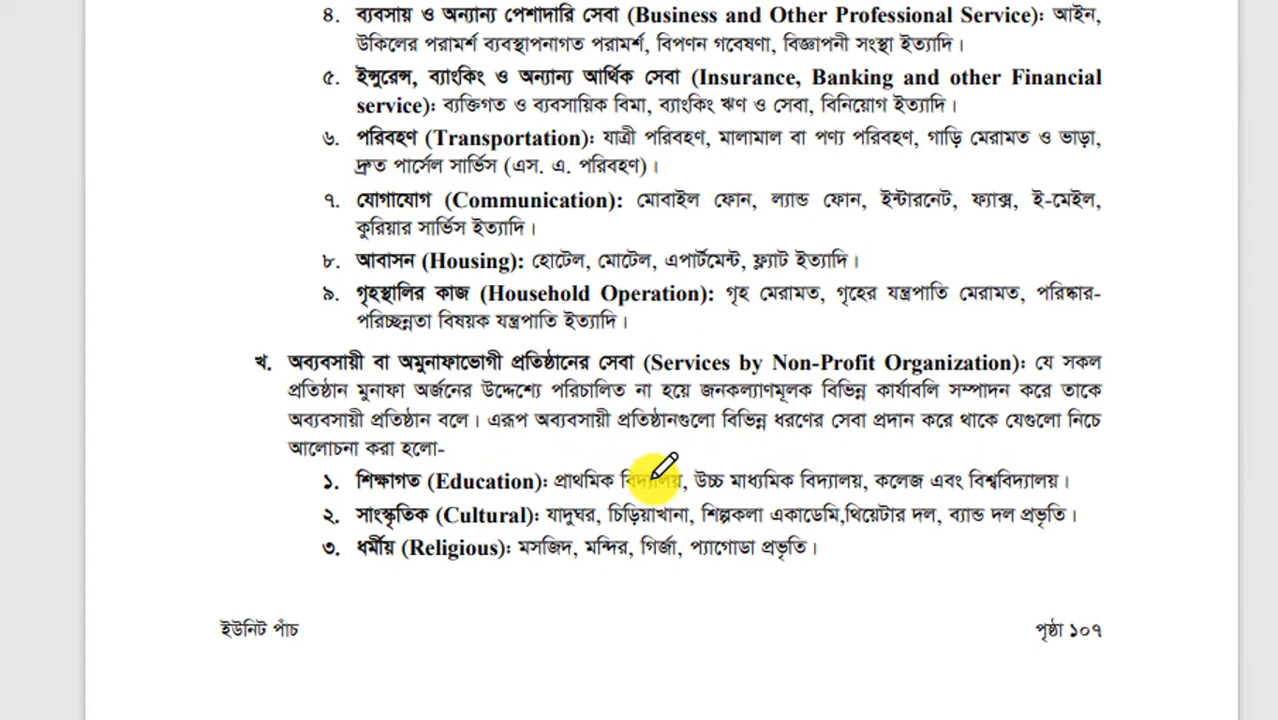 ৪. ব্যবসায় ও অন্যান্য পেশাদারি সেবা (Business and Other Professional Service): আইন,
উকিলের পরামর্শ ব্যবস্থাপনাগত পরামর্শ, বিপণন গবেষণা, বিজ্ঞাপনী সংস্থা ইত্যাদি।
৫. ইন্সুরেন্স, ব্যাংকিং ও অন্যান্য আর্থিক সেবা (Insurance, Banking and other Financial
service): ব্যক্তিগত ও ব্যবসায়িক বিমা, ব্যাংকিং ঋণ ও সেবা, বিনিয়োগ ইত্যাদি।
৬. পরিবহণ (Transportation): যাত্রী পরিবহণ, মালামাল বা পণ্য পরিবহণ, গাড়ি মেরামত ও ভাড়া,
দ্রুত পার্সেল সার্ভিস (এস. এ. পরিবহণ)।
৭. যোগাযোগ (Communication): মোবাইল ফোন, ল্যান্ড ফোন, ইন্টারনেট, ফ্যাক্স, ই-মেইল,
কুরিয়ার সার্ভিস ইত্যাদি।
৮. আবাসন (Housing): হোটেল, মোটেল, এপার্টমেন্ট, ফ্ল্যাট ইত্যাদি।
৯. গৃহস্থালির কাজ (Household Operation): গৃহ মেরামত, গৃহের যন্ত্রপাতি মেরামত, পরিষ্কার-
পরিচ্ছন্নতা বিষয়ক যন্ত্রপাতি ইত্যাদি।
খ. অব্যবসায়ী বা অমুনাফাভোগী প্রতিষ্ঠানের সেবা (Services by Non-Profit Organization): যে সকল
প্রতিষ্ঠান মুনাফা অর্জনের উদ্দেশ্যে পরিচালিত না হয়ে জনকল্যাণমূলক বিভিন্ন কার্যাবলি সম্পাদন করে তাকে
অব্যবসায়ী প্রতিষ্ঠান বলে। এরূপ অব্যবসায়ী প্রতিষ্ঠানগুলো বিভিন্ন ধরণের সেবা প্রদান করে থাকে যেগুলো নিচে
আলোচনা করা হলো-
১. শিক্ষাগত (Education): প্রাথমিক বিদ্যালয়, উচ্চ মাধ্যমিক বিদ্যালয়, কলেজ এবং বিশ্ববিদ্যালয়।
২. সাংস্কৃতিক (Cultural): যাদুঘর, চিড়িয়াখানা, শিল্পকলা একাডেমি,থিয়েটার দল, ব্যান্ড দল প্রভৃতি।
৩. ধর্মীয় (Religious): মসজিদ, মন্দির, গির্জা, প্যাগোডা প্রভৃতি।
ইউনিট পাঁচ
পৃষ্ঠা ১০৭